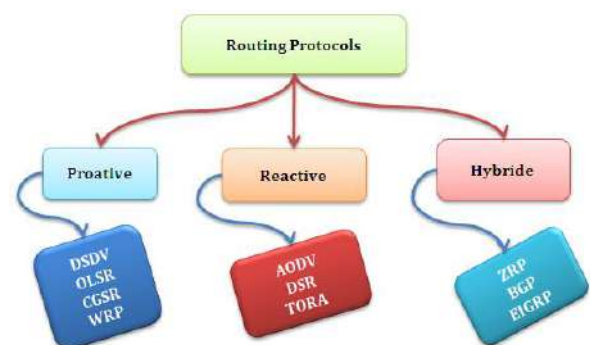 Routing Protocols
Proative
Reactive
Hybride
DSDV
OLSR
CGSR
WRP
AODV
DSR
TORA
ZRP
BGP
EIGRP